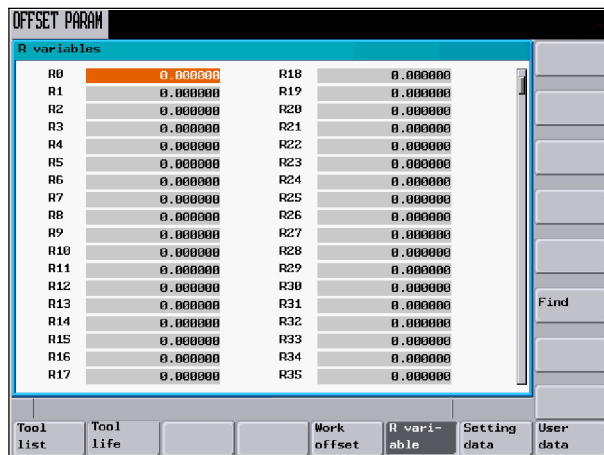 OFFSET PARAM
R variables
R0 0.000000 R18 0.000000
R1 0.000000 R19 0.000000
R2 0.000000 R20 0.000000
R3 0.000000 R21 0.000000
R4 0.000000 R22 0.000000
R5 0.000000 R23 0.000000
R6 0.000000 R24 0.000000
R7 0.000000 R25 0.000000
R8 0.000000 R26 0.000000
R9 0.000000 R27 0.000000
R10 0.000000 R28 0.000000
R11 0.000000 R29 0.000000
R12 0.000000 R30 0.000000
R13 0.000000 R31 0.000000
R14 0.000000 R32 0.000000
R15 0.000000 R33 0.000000
R16 0.000000 R34 0.000000
R17 0.000000 R35 0.000000
Find
Tool list
Tool life
Work offset
R vari-able
Setting data
User data